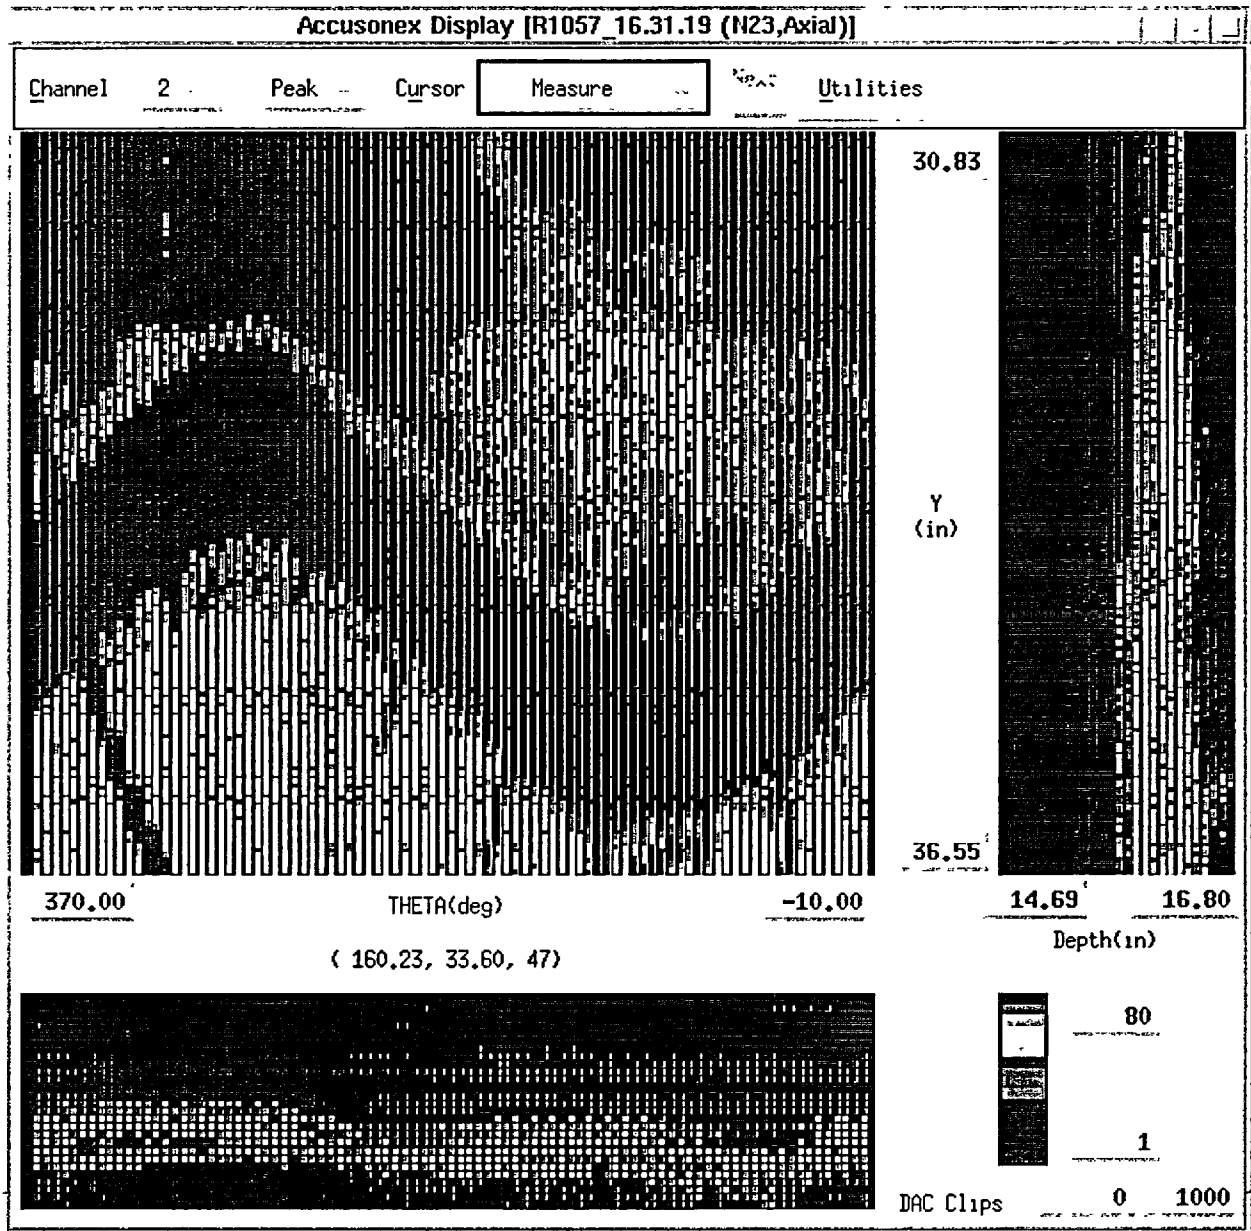 Accusonex Display [R1057_16.31.19 (N23,Axial)]
Channel 2 Peak Cursor Measure Utilities
30.83
Y
(in)
36.55
370.00 THETA(deg) -10.00 14.69 16.80
Depth(in)
( 160.23, 33.60, 47)
80
1
DAC Clips 0 1000